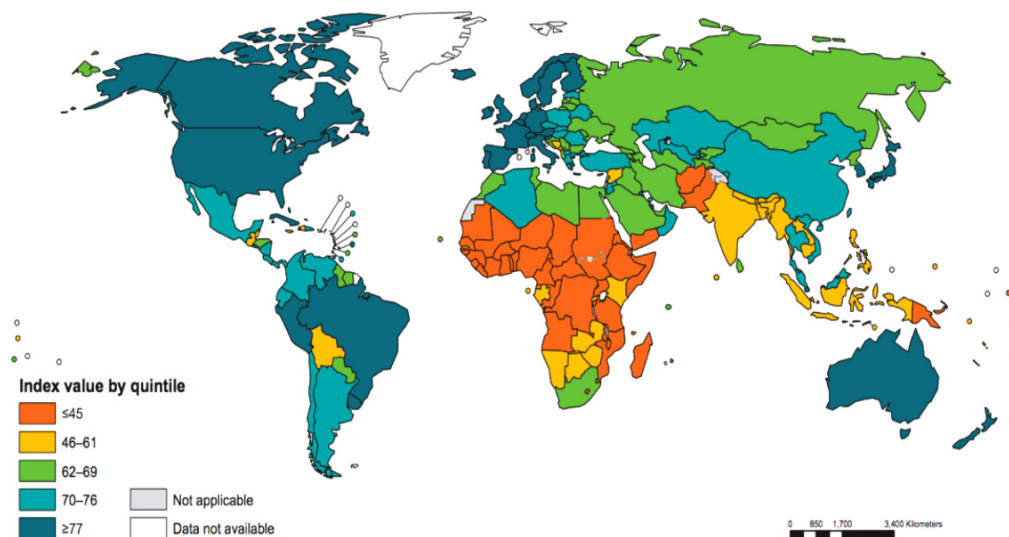 Index value by quintile
≤45
46–61
62–69
70–76
≥77
Not applicable
Data not available
0 850 1,700 3,400 Kilometers